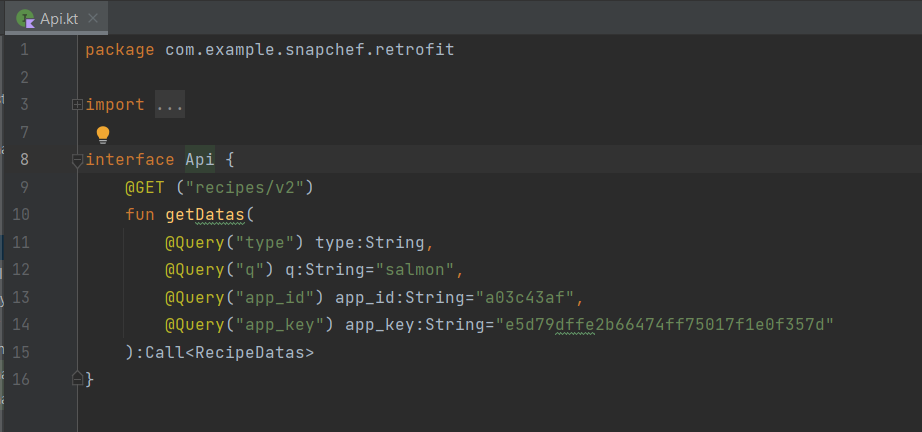 Api.kt
1 package com.example.snapchef.retrofit
2
3 import ...
7
8 interface Api {
9 @GET ("recipes/v2")
10 fun getDatas(
11 @Query("type") type:String,
12 @Query("q") q:String="salmon",
13 @Query("app_id") app_id:String="a03c43af",
14 @Query("app_key") app_key:String="e5d79dffe2b66474ff75017f1e0f357d"
15 ):Call<RecipeDatas>
16 }